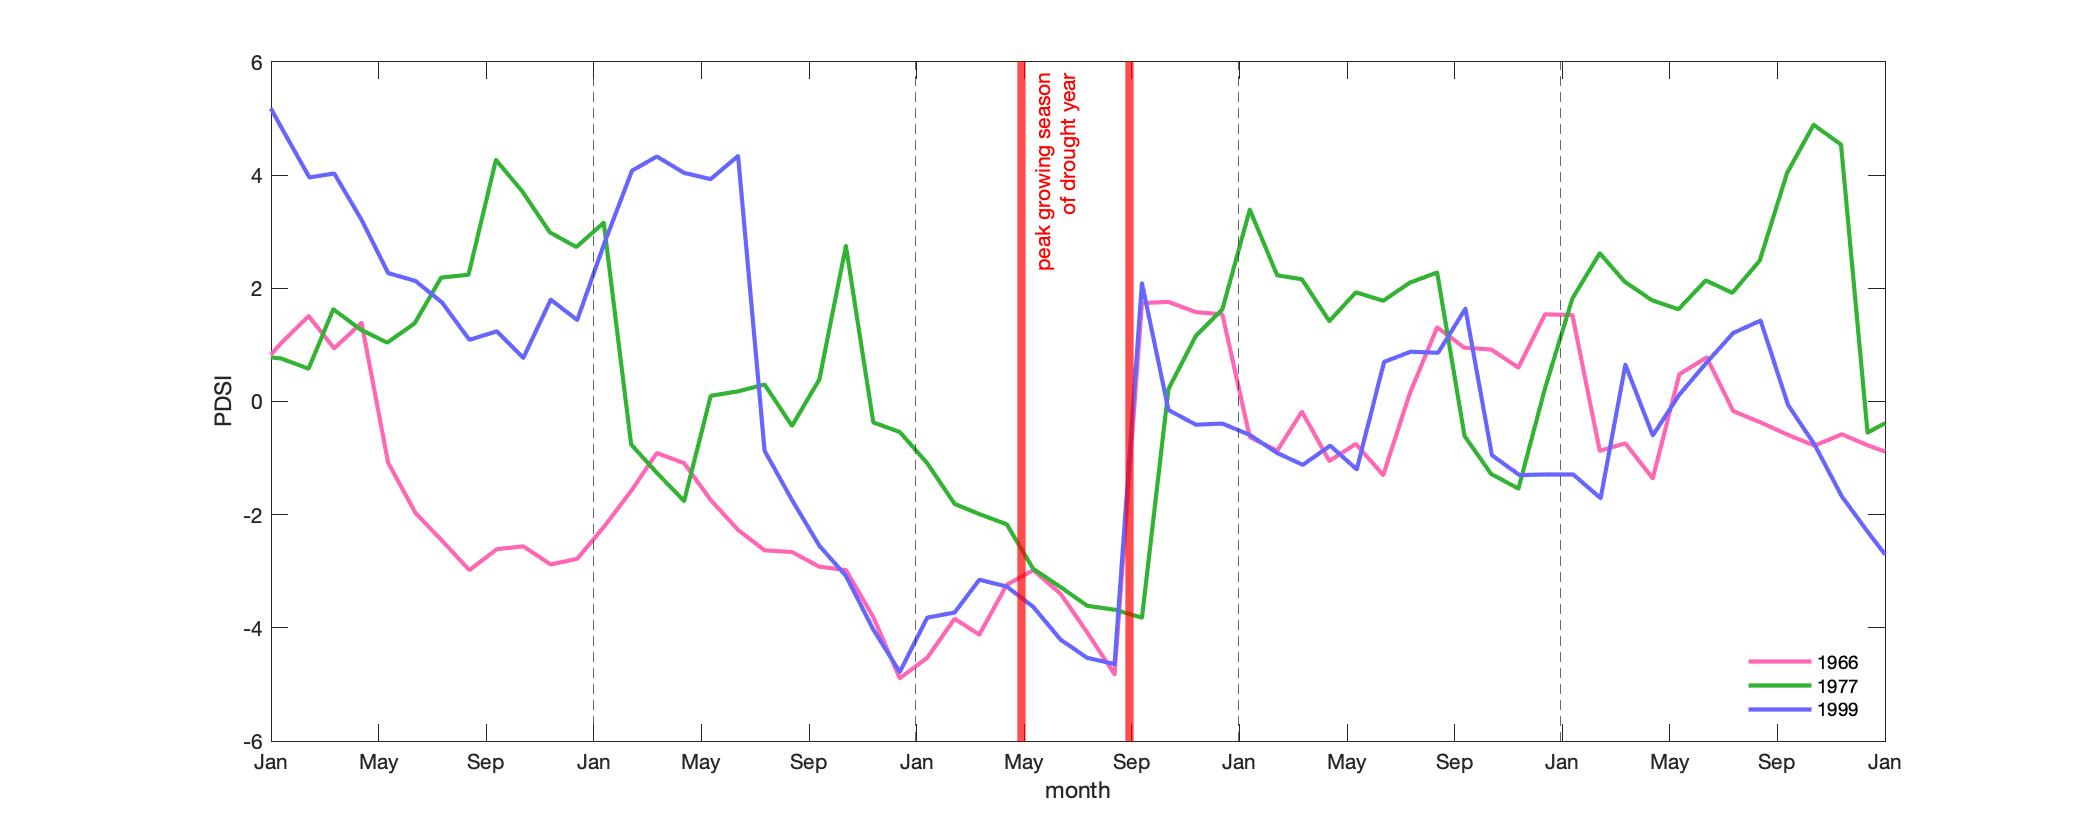 6
4
2
0
-2
-4
-6
PDSI
peak growing season
of drought year
1966
1977
1999
Jan May Sep Jan May Sep Jan May Sep Jan May Sep Jan May Sep Jan
month